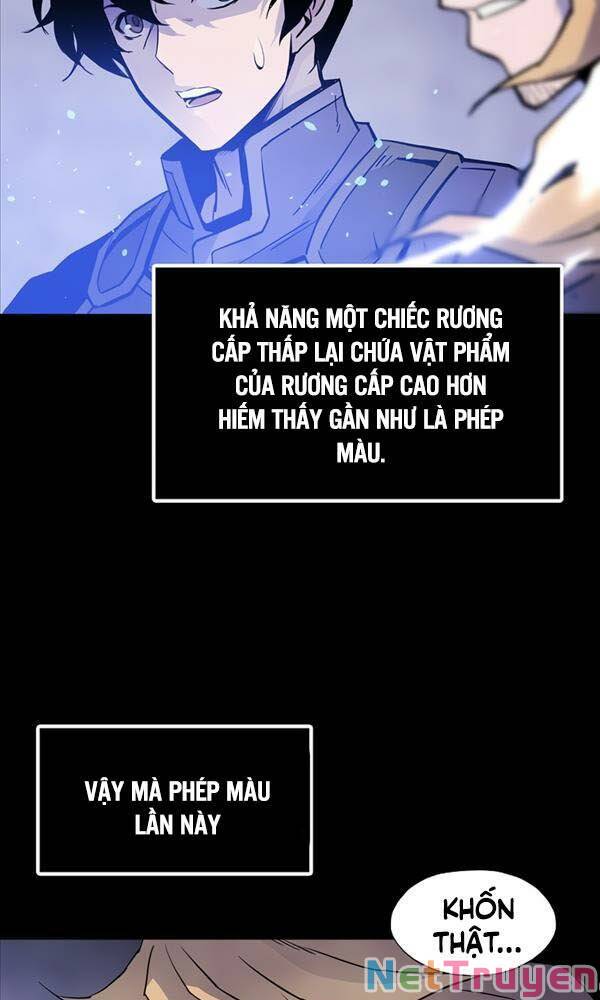 KHẢ NĂNG MỘT CHIẾC RƯƠNG
CẤP THẤP LẠI CHỨA VẬT PHẨM
CỦA RƯƠNG CẤP CAO HƠN
HIẾM THẤY GẦN NHƯ LÀ PHÉP
MÀU.
VẬY MÀ PHÉP MÀU
LẦN NÀY
KHỐN
THẬT...
NetTruyen